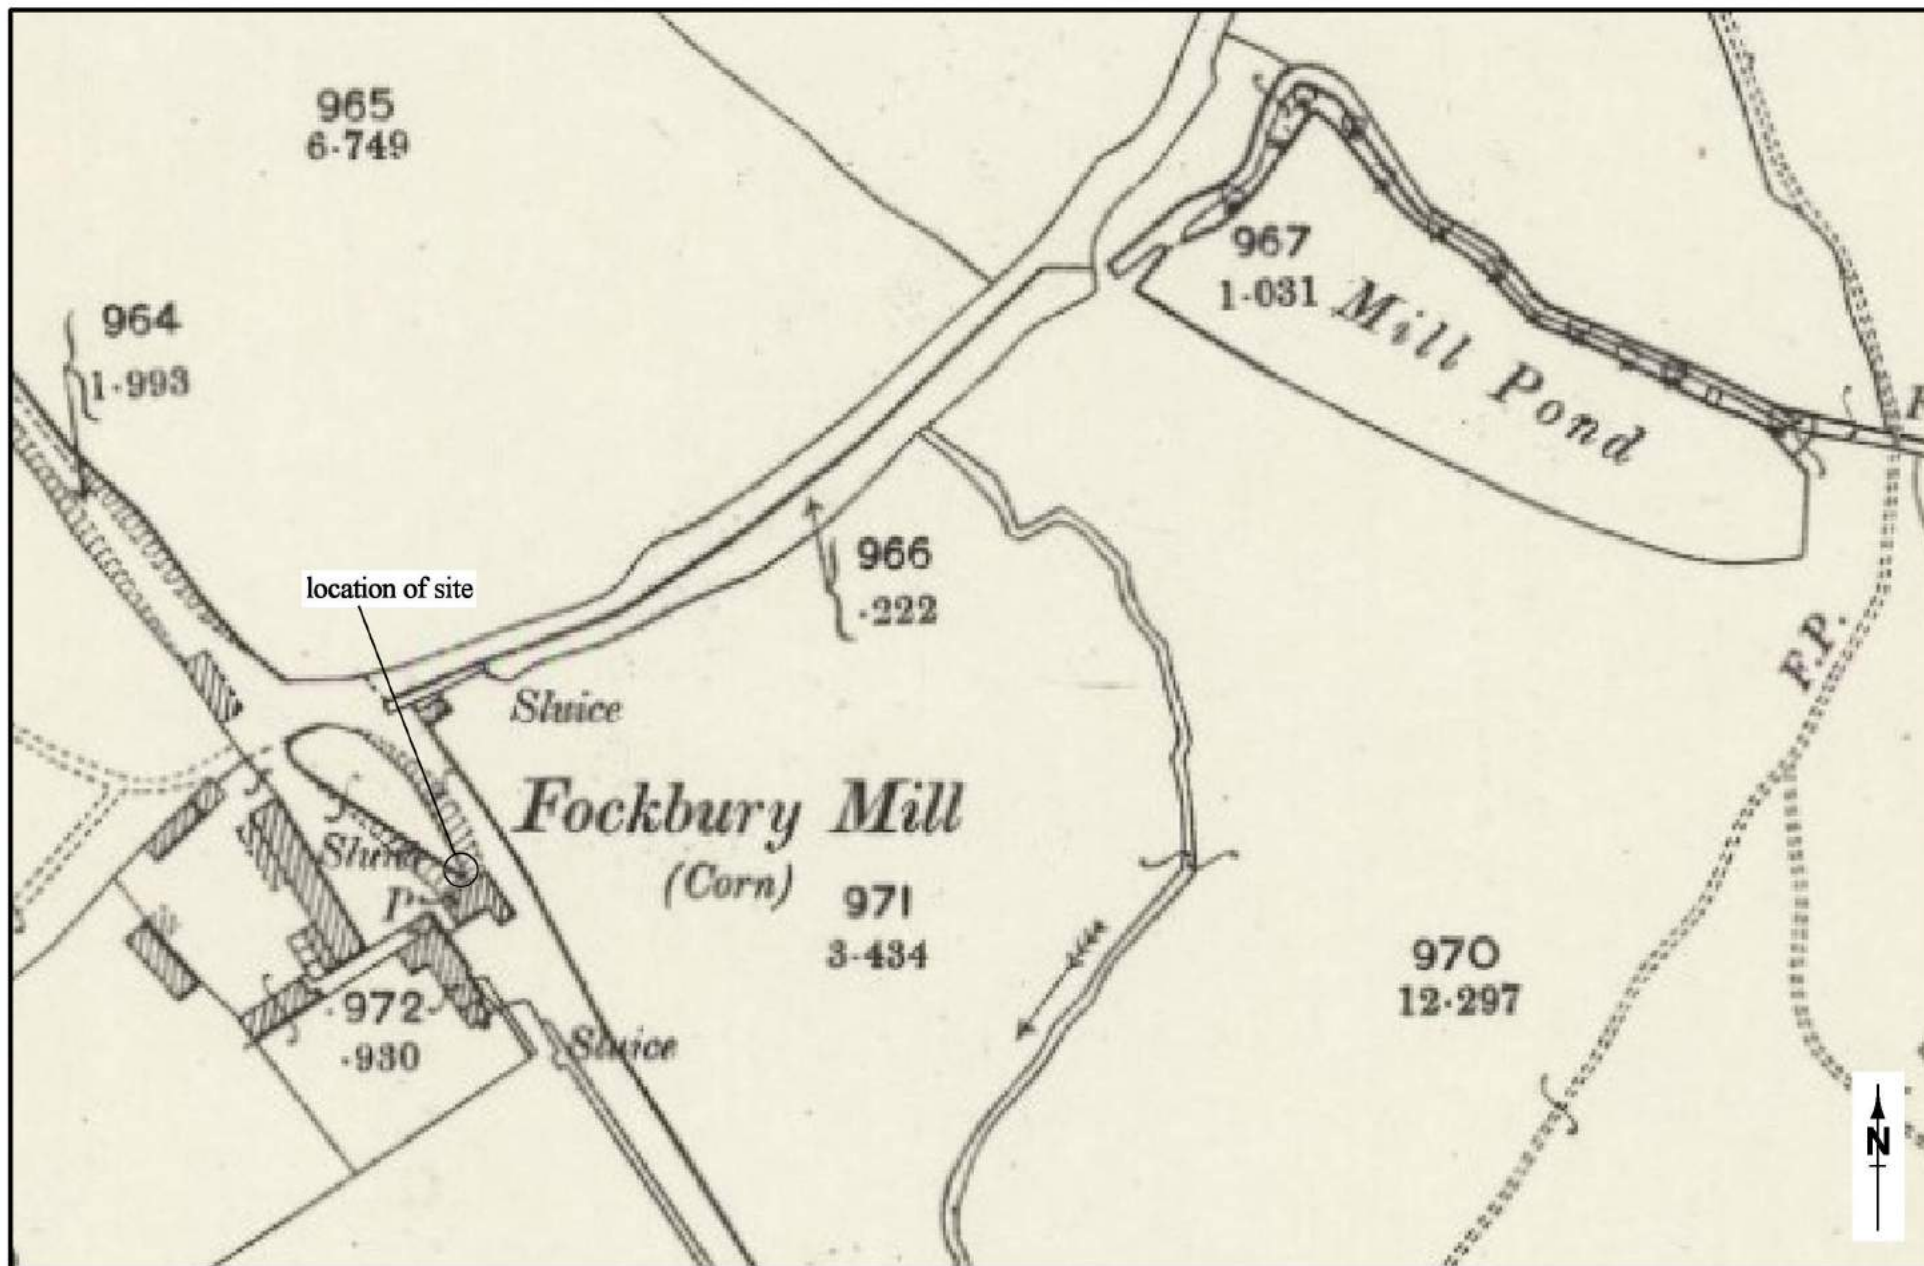 965
6·749
967
1·031
Mill Pond
964
1·993
966
·222
location of site
F.P.
Sluice
Fockbury Mill
(Corn)
Sluice
P
971
3·434
970
12·297
972
·930
Sluice
N